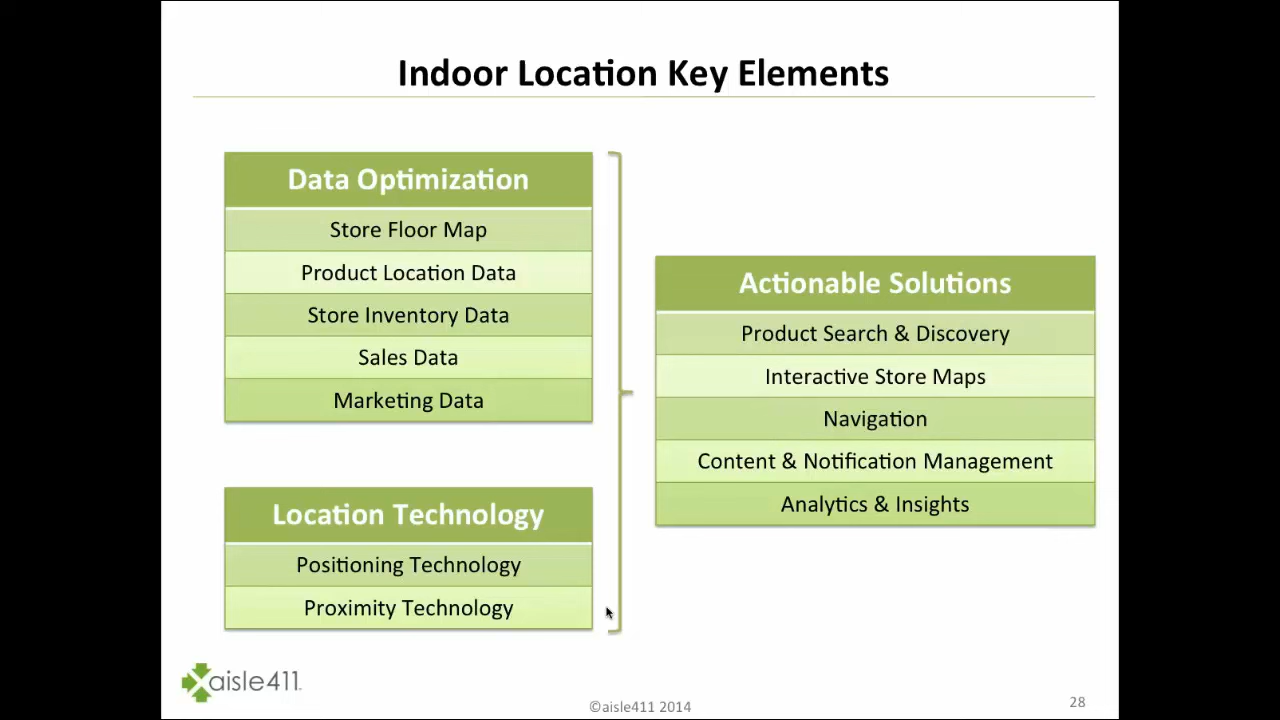 Indoor Location Key Elements
Data Optimization
Store Floor Map
Product Location Data
Store Inventory Data
Sales Data
Marketing Data
Location Technology
Positioning Technology
Proximity Technology
Actionable Solutions
Product Search & Discovery
Interactive Store Maps
Navigation
Content & Notification Management
Analytics & Insights
aisle411
©aisle411 2014
28